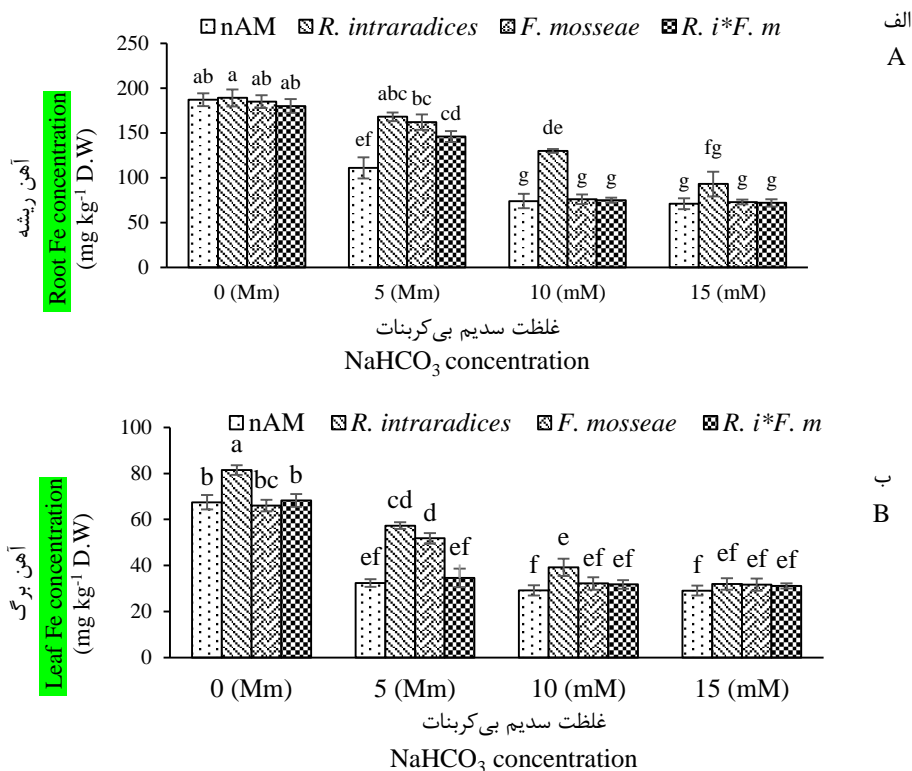 الف
A
nAM R. intraradices F. mosseae R. i*F. m
آهن ریشه
Root Fe concentration
(mg kg⁻¹ D.W)
250
200
150
100
50
0
ab a ab ab
ef abc bc cd
g de g g
g fg g g
0 (Mm) 5 (Mm) 10 (mM) 15 (mM)
غلظت سدیم بی‌کربنات
NaHCO₃ concentration
ب
B
nAM R. intraradices F. mosseae R. i*F. m
آهن برگ
Leaf Fe concentration
(mg kg⁻¹ D.W)
100
80
60
40
20
0
b a bc b
ef cd d ef
f e ef ef
f ef ef ef
0 (Mm) 5 (Mm) 10 (mM) 15 (mM)
غلظت سدیم بی‌کربنات
NaHCO₃ concentration